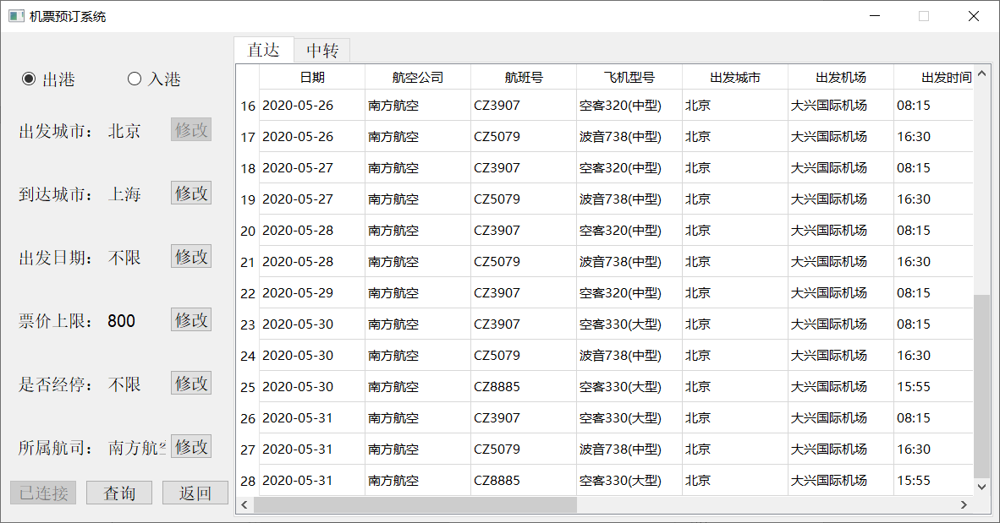 机票预订系统
出港 入港
出发城市： 北京 修改
到达城市： 上海 修改
出发日期： 不限 修改
票价上限： 800 修改
是否经停： 不限 修改
所属航司： 南方航 修改
已连接 查询 返回
直达 中转
日期 航空公司 航班号 飞机型号 出发城市 出发机场 出发时间
16 2020-05-26 南方航空 CZ3907 空客320(中型) 北京 大兴国际机场 08:15
17 2020-05-26 南方航空 CZ5079 波音738(中型) 北京 大兴国际机场 16:30
18 2020-05-27 南方航空 CZ3907 空客320(中型) 北京 大兴国际机场 08:15
19 2020-05-27 南方航空 CZ5079 波音738(中型) 北京 大兴国际机场 16:30
20 2020-05-28 南方航空 CZ3907 空客320(中型) 北京 大兴国际机场 08:15
21 2020-05-28 南方航空 CZ5079 波音738(中型) 北京 大兴国际机场 16:30
22 2020-05-29 南方航空 CZ3907 空客320(中型) 北京 大兴国际机场 08:15
23 2020-05-30 南方航空 CZ3907 空客330(大型) 北京 大兴国际机场 08:15
24 2020-05-30 南方航空 CZ5079 波音738(中型) 北京 大兴国际机场 16:30
25 2020-05-30 南方航空 CZ8885 空客330(大型) 北京 大兴国际机场 15:55
26 2020-05-31 南方航空 CZ3907 空客330(大型) 北京 大兴国际机场 08:15
27 2020-05-31 南方航空 CZ5079 波音738(中型) 北京 大兴国际机场 16:30
28 2020-05-31 南方航空 CZ8885 空客330(大型) 北京 大兴国际机场 15:55